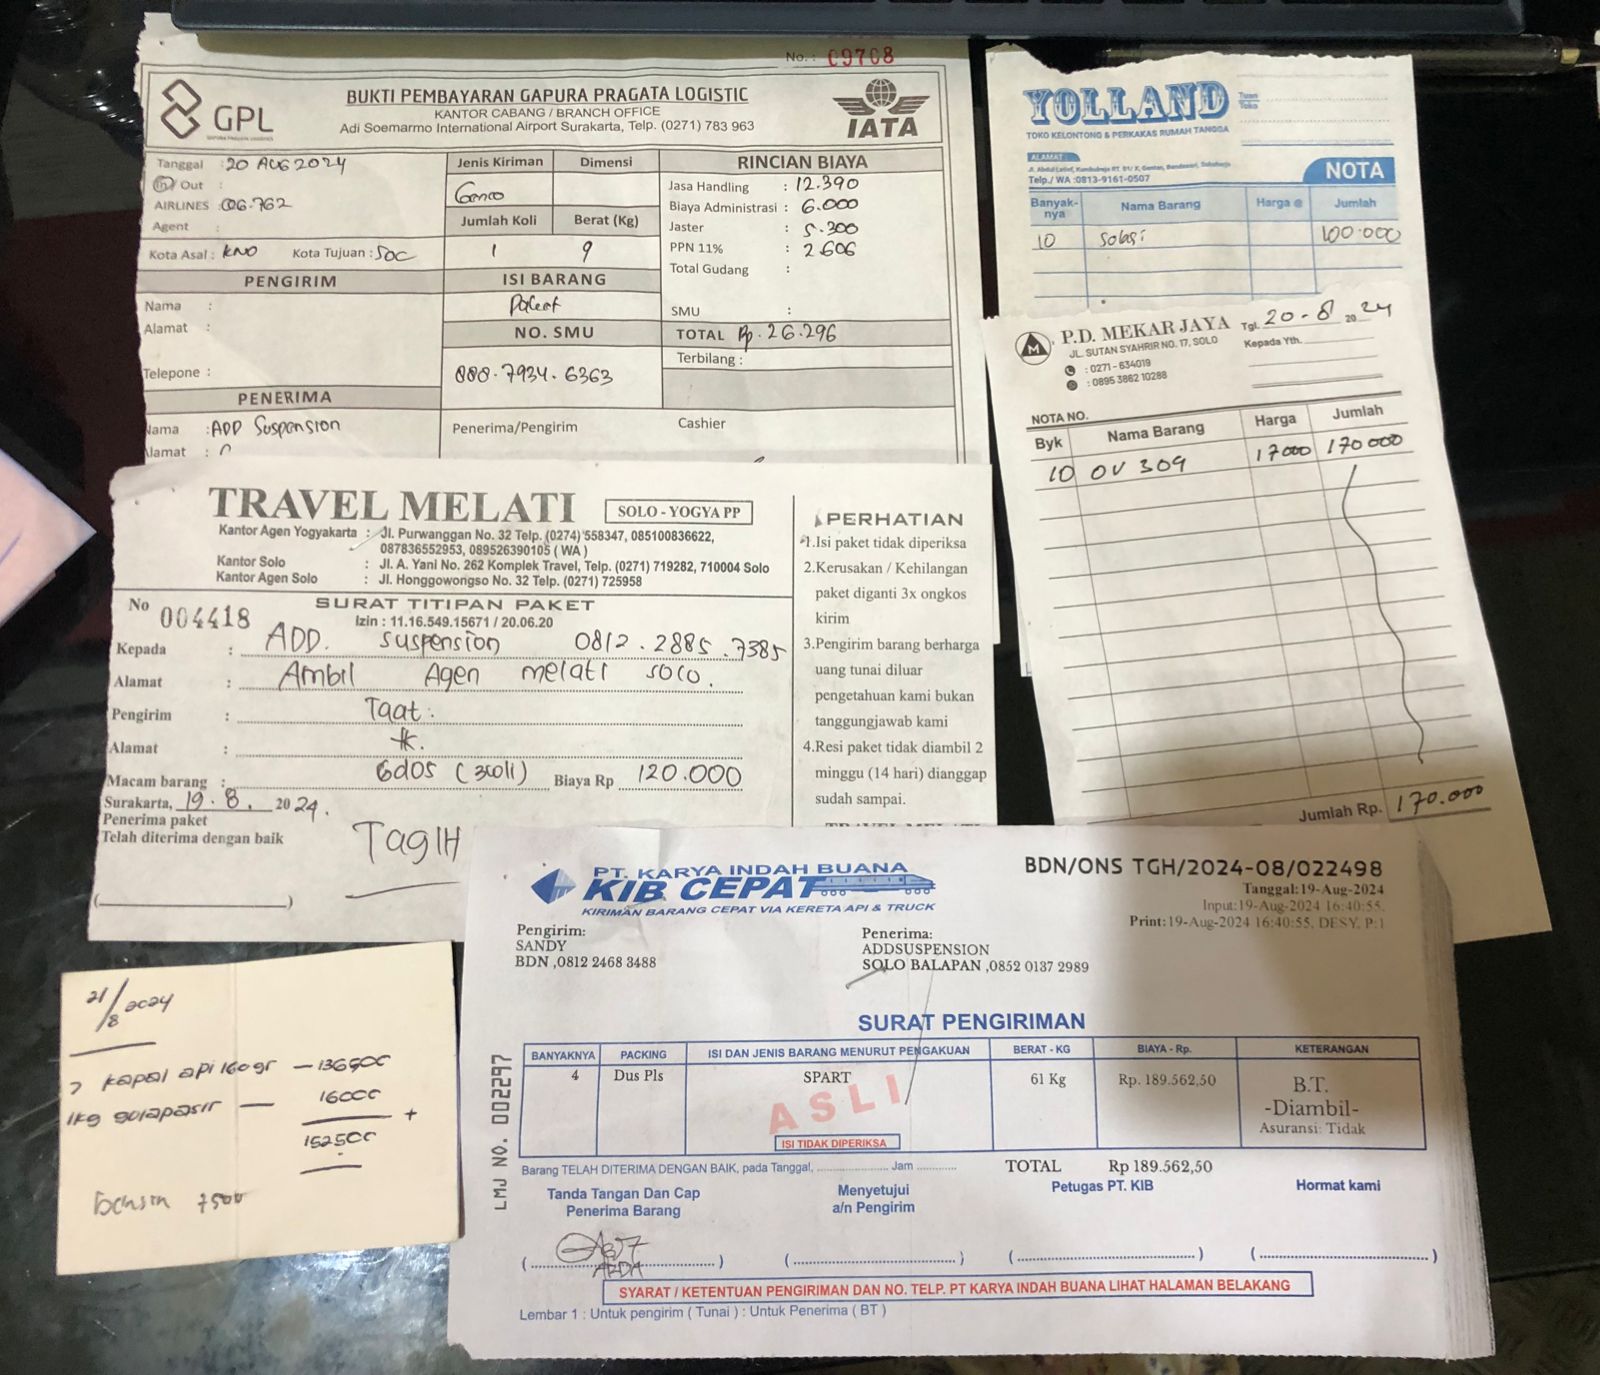 No. : 09708
GPL
GAPURA PRAGATA LOGISTICS
BUKTI PEMBAYARAN GAPURA PRAGATA LOGISTIC
KANTOR CABANG / BRANCH OFFICE
Adi Soemarmo International Airport Surakarta, Telp. (0271) 783 963
IATA
Tanggal : 20 AUG 2024
In Out :
AIRLINES :
Agent :
Kota Asal : KNO Kota Tujuan : SOC
PENGIRIM
Nama :
Alamat :
Telepone :
PENERIMA
Nama : ADD Suspension
Alamat :
Jenis Kiriman Dimensi
Genco
Jumlah Koli Berat (Kg)
1 9
ISI BARANG
NO. SMU
888.7934.6363
Penerima/Pengirim
RINCIAN BIAYA
Jasa Handling : 12.390
Biaya Administrasi : 6.000
Jaster : 5.300
PPN 11% : 2.606
Total Gudang :
SMU :
TOTAL Rp. 26.296
Terbilang :
Cashier
YOLLAND
TOKO KELONTONG & PERKAKAS RUMAH TANGGA
Tuan
Toko
ALAMAT :
Telp./ WA :0813-9161-0507
NOTA
Banyak-nya Nama Barang Harga @ Jumlah
10 solasi 100.000
P.D. MEKAR JAYA
JL. SUTAN SYAHRIR NO. 17, SOLO
: 0271 - 634019
: 0895 3862 10288
Tgl. 20 - 8 2024
Kepada Yth.
NOTA NO.
Byk Nama Barang Harga Jumlah
10 OV 309 17000 170 000
Jumlah Rp. 170.000
TRAVEL MELATI
SOLO - YOGYA PP
Kantor Agen Yogyakarta : Jl. Purwanggan No. 32 Telp. (0274) 558347, 085100836622,
087836552953, 089526390105 ( WA )
Kantor Solo : Jl. A. Yani No. 262 Komplek Travel, Telp. (0271) 719282, 710004 Solo
Kantor Agen Solo : Jl. Honggowongso No. 32 Telp. (0271) 725958
No 004418
SURAT TITIPAN PAKET
Izin : 11.16.549.15671 / 20.06.20
Kepada : ADD. suspension 0812.2885.7385
Alamat : Ambil Agen melati solo.
Pengirim : Taat.
Alamat :
Macam barang : 6dos (3coli) Biaya Rp 120.000
Surakarta, 19.8. 2024.
Penerima paket
Telah diterima dengan baik
TagIH
PERHATIAN
1.Isi paket tidak diperiksa
2.Kerusakan / Kehilangan
paket diganti 3x ongkos
kirim
3.Pengirim barang berharga
uang tunai diluar
pengetahuan kami bukan
tanggungjawab kami
4.Resi paket tidak diambil 2
minggu (14 hari) dianggap
sudah sampai.
21/8 2024
7 kapal api 160gr — 136500
1kg gulapasir — 16000
+
152500
bensin 7500
PT. KARYA INDAH BUANA
KIB CEPAT
KIRIMAN BARANG CEPAT VIA KERETA API & TRUCK
BDN/ONS TGH/2024-08/022498
Tanggal:19-Aug-2024
Input:19-Aug-2024 16:40:55,
Print:19-Aug-2024 16:40:55, DESY, P:1
Pengirim:
SANDY
BDN ,0812 2468 3488
Penerima:
ADDSUSPENSION
SOLO BALAPAN ,0852 0137 2989
SURAT PENGIRIMAN
LMJ NO. 002297
BANYAKNYA PACKING ISI DAN JENIS BARANG MENURUT PENGAKUAN BERAT - KG BIAYA - Rp. KETERANGAN
4 Dus Pls SPART 61 Kg Rp. 189.562,50 B.T.
-Diambil-
Asuransi: Tidak
ASLI
ISI TIDAK DIPERIKSA
Barang TELAH DITERIMA DENGAN BAIK, pada Tanggal, .................... Jam ............
TOTAL Rp 189.562,50
Tanda Tangan Dan Cap
Penerima Barang
Menyetujui
a/n Pengirim
Petugas PT. KIB
Hormat kami
ARDA
SYARAT / KETENTUAN PENGIRIMAN DAN NO. TELP. PT KARYA INDAH BUANA LIHAT HALAMAN BELAKANG
Lembar 1 : Untuk pengirim ( Tunai ) : Untuk Penerima ( BT )